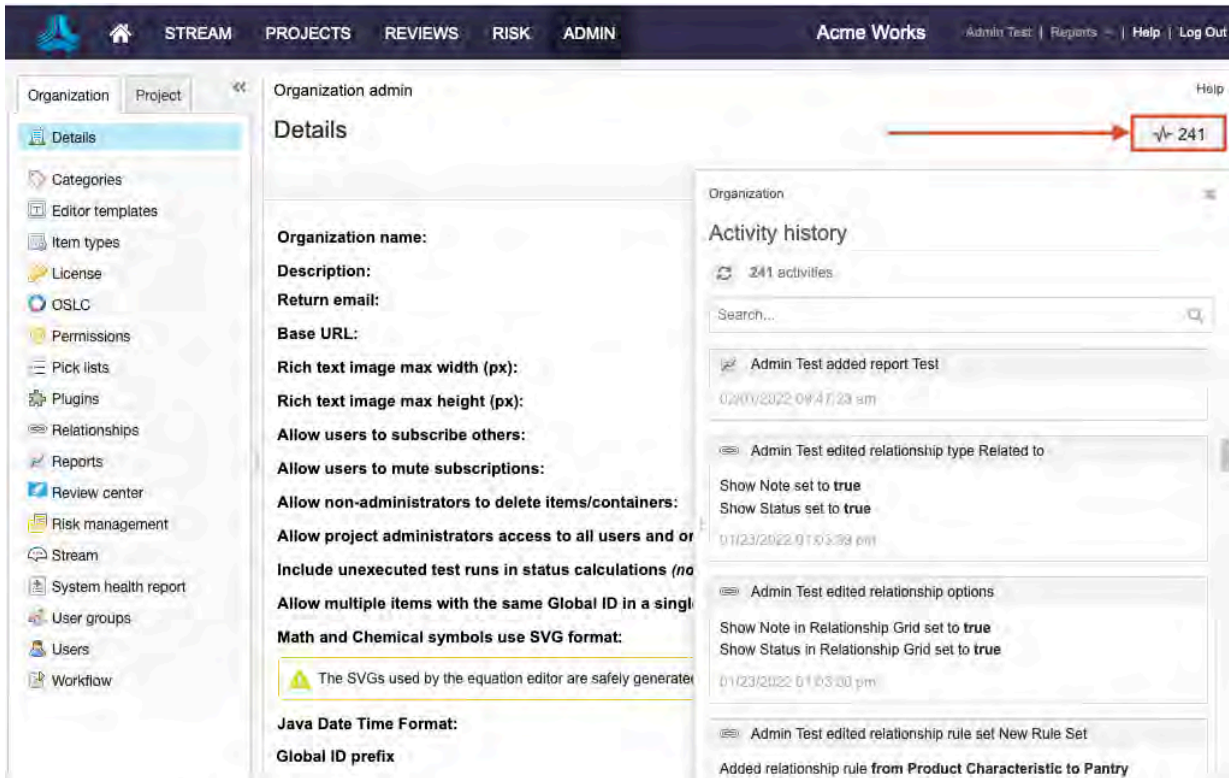 STREAM PROJECTS REVIEWS RISK ADMIN Acme Works Admin Test | Reports | Help | Log Out
Organization Project
Details
Categories
Editor templates
Item types
License
OSLC
Permissions
Pick lists
Plugins
Relationships
Reports
Review center
Risk management
Stream
System health report
User groups
Users
Workflow
Organization admin
Help
Details
241
Organization name:
Description:
Return email:
Base URL:
Rich text image max width (px):
Rich text image max height (px):
Allow users to subscribe others:
Allow users to mute subscriptions:
Allow non-administrators to delete items/containers:
Allow project administrators access to all users and or
Include unexecuted test runs in status calculations (no
Allow multiple items with the same Global ID in a singl
Math and Chemical symbols use SVG format:
The SVGs used by the equation editor are safely generated
Java Date Time Format:
Global ID prefix
Organization
Activity history
241 activities
Search...
Admin Test added report Test
02/01/2022 09:47:23 am
Admin Test edited relationship type Related to
Show Note set to true
Show Status set to true
01/23/2022 01:03:39 pm
Admin Test edited relationship options
Show Note in Relationship Grid set to true
Show Status in Relationship Grid set to true
01/23/2022 01:03:00 pm
Admin Test edited relationship rule set New Rule Set
Added relationship rule from Product Characteristic to Pantry